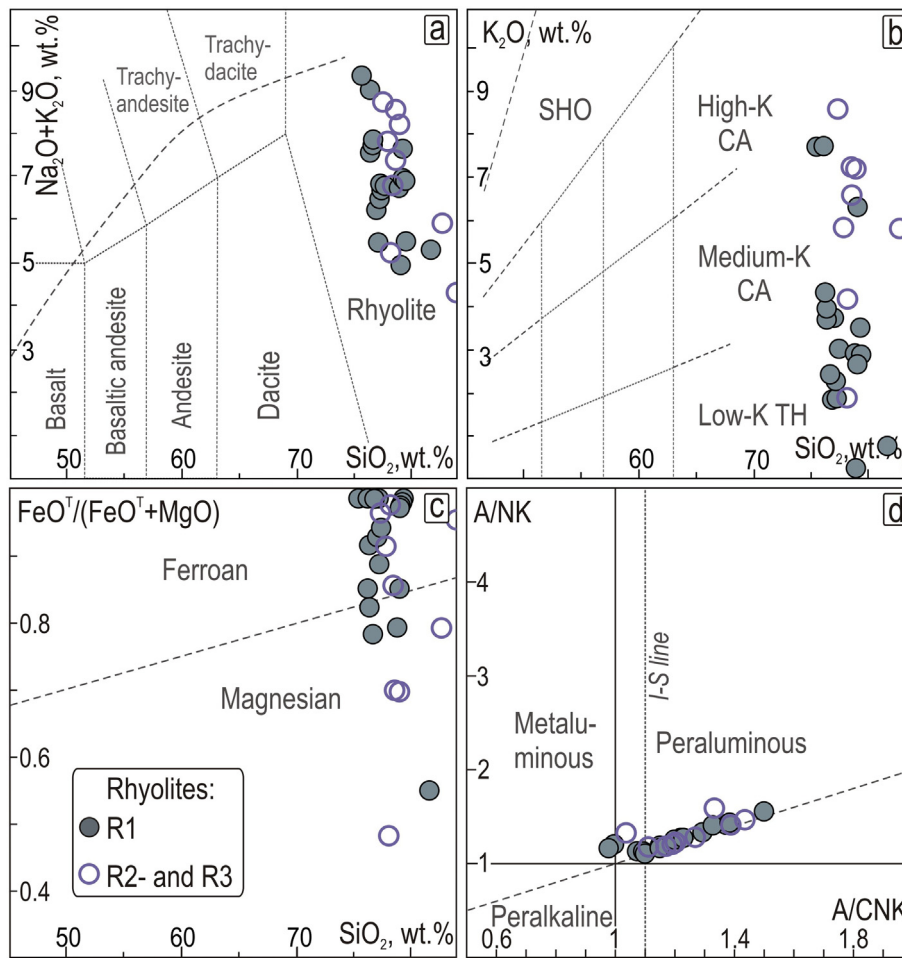 a
Na₂O+K₂O, wt.%
9
7
5
3
Trachy-
andesite
Trachy-
dacite
Basalt
Basaltic andesite
Andesite
Dacite
Rhyolite
50
60
70
SiO₂,wt.%
b
K₂O, wt.%
9
7
5
3
SHO
High-K
CA
Medium-K
CA
Low-K TH
60
70
SiO₂,wt.%
c
FeOᵀ/(FeOᵀ+MgO)
Ferroan
0.8
Magnesian
0.6
0.4
Rhyolites:
R1
R2- and R3
50
60
70
SiO₂, wt.%
d
A/NK
4
3
2
1
I-S line
Metalu-
minous
Peraluminous
Peralkaline
A/CNK
0.6
1
1.4
1.8